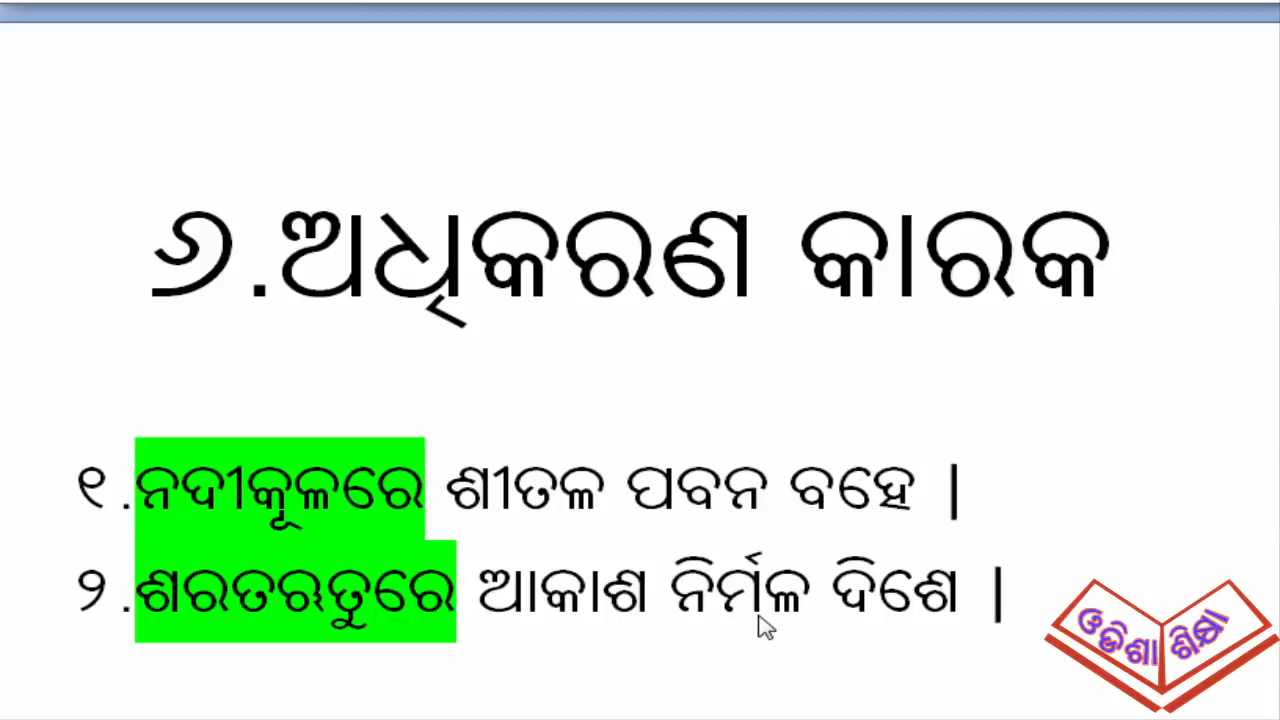 ୬.ଅଧିକରଣ କାରକ
୧.ନଦୀକୂଳରେ ଶୀତଳ ପବନ ବହେ |
୨.ଶରତଋତୁରେ ଆକାଶ ନିର୍ମଳ ଦିଶେ |
ଓଡିଶା ଶିକ୍ଷା